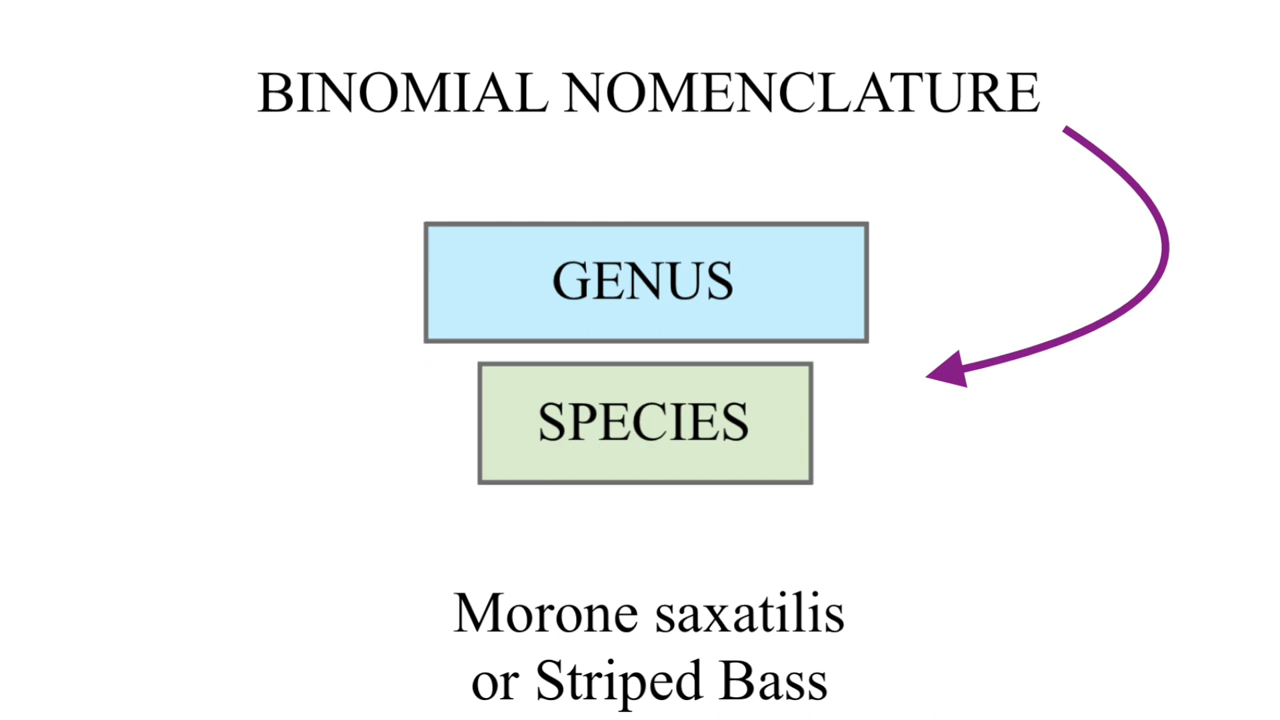 BINOMIAL NOMENCLATURE
GENUS
SPECIES
Morone saxatilis
or Striped Bass